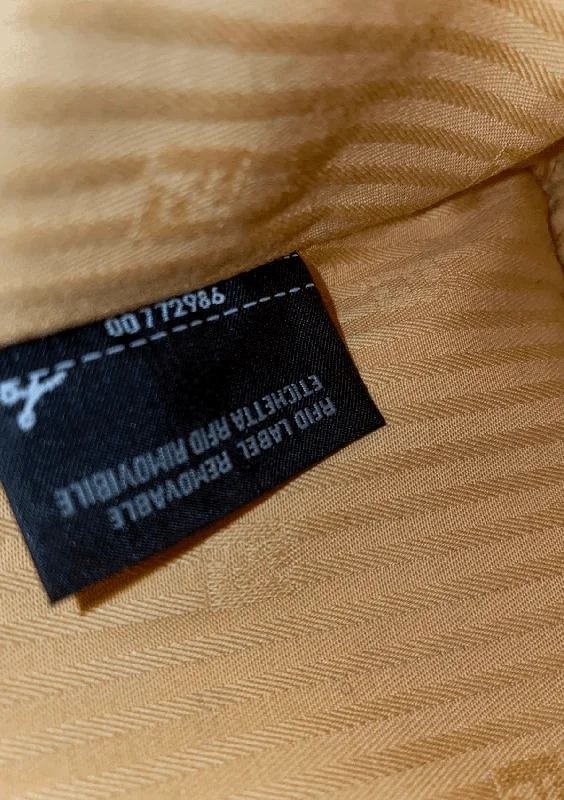 00772986
RFID LABEL REMOVABLE
ETICHETTA RFID RIMOVIBILE